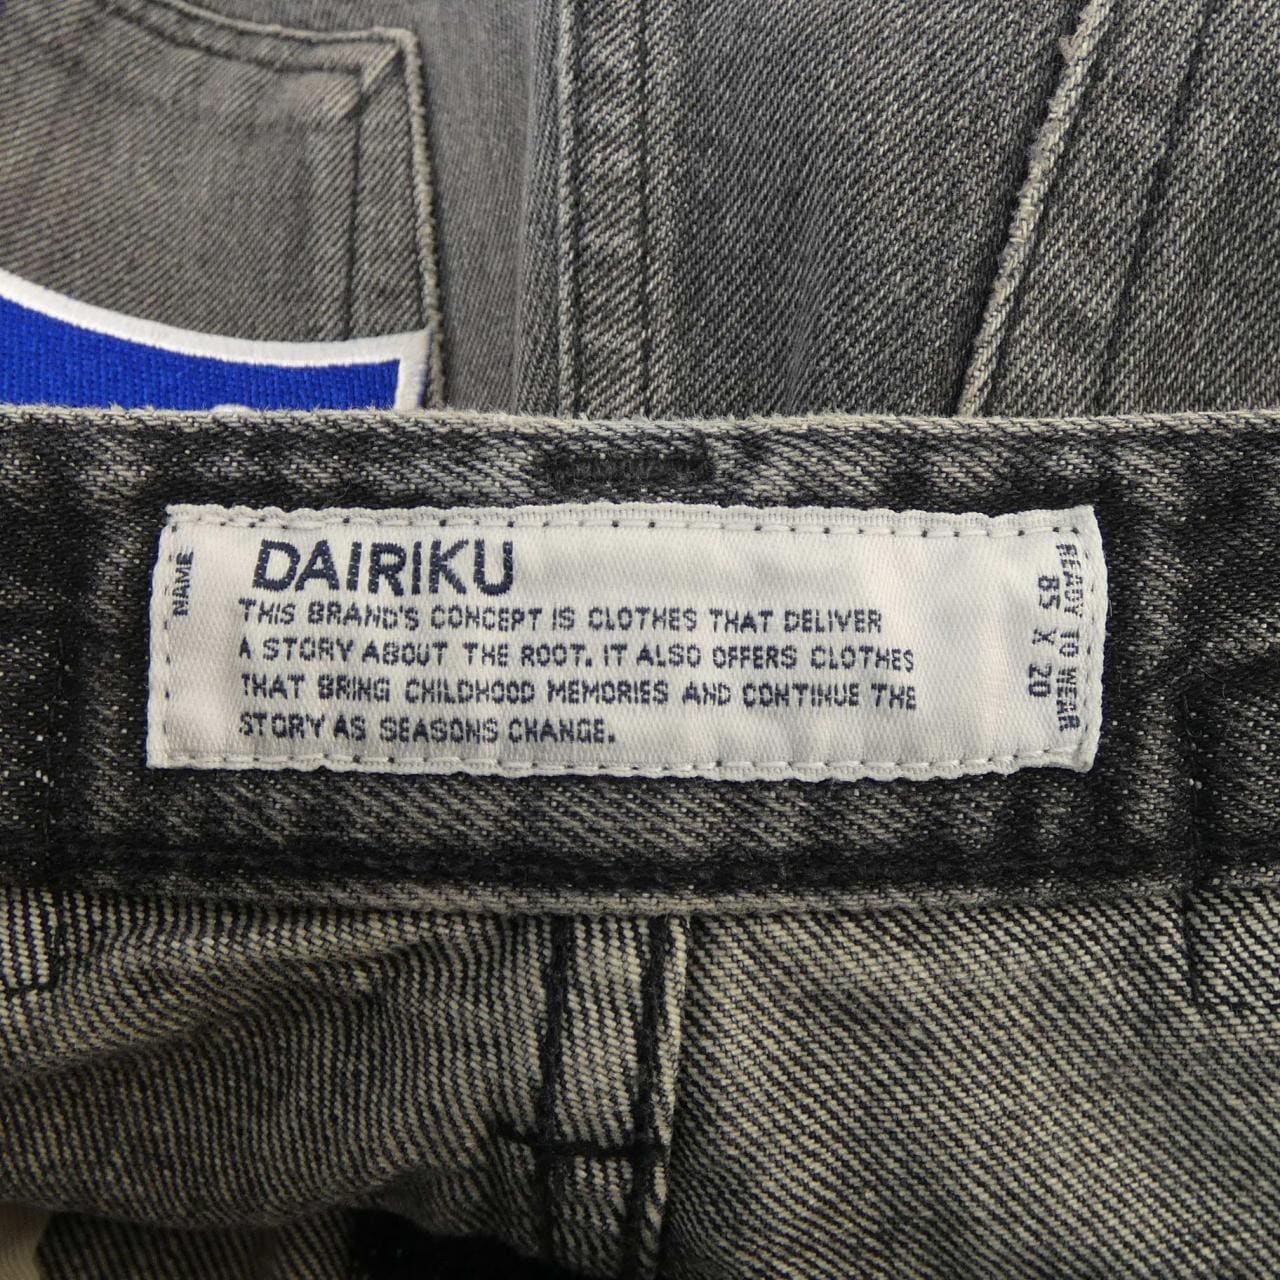 NAME
DAIRIKU
THIS BRAND'S CONCEPT IS CLOTHES THAT DELIVER
A STORY ABOUT THE ROOT. IT ALSO OFFERS CLOTHES
THAT BRING CHILDHOOD MEMORIES AND CONTINUE THE
STORY AS SEASONS CHANGE.
READY TO WEAR
BS X 20